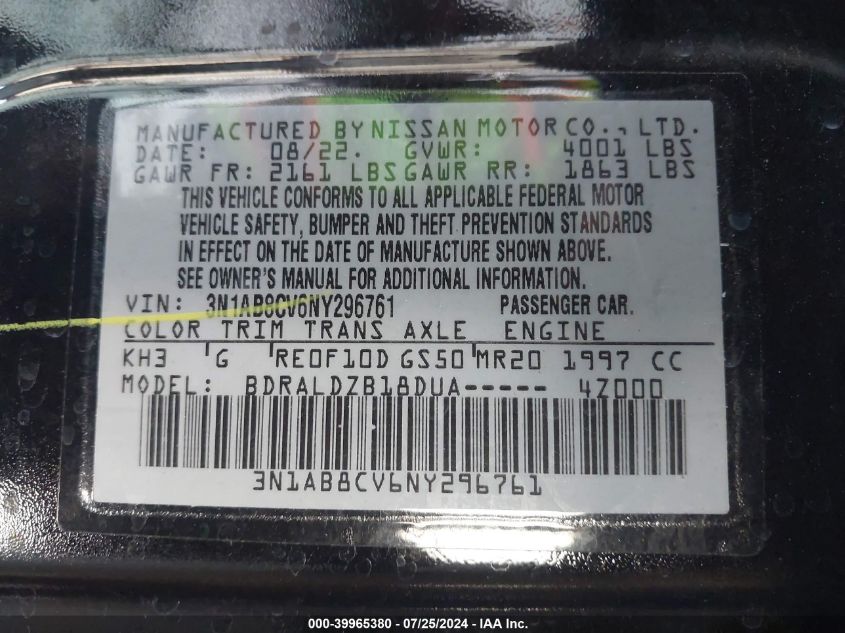 MANUFACTURED BY NISSAN MOTOR CO., LTD.
DATE: 08/22. GVWR: 4001 LBS
GAWR FR: 2161 LBS GAWR RR: 1863 LBS
THIS VEHICLE CONFORMS TO ALL APPLICABLE FEDERAL MOTOR
VEHICLE SAFETY, BUMPER AND THEFT PREVENTION STANDARDS
IN EFFECT ON THE DATE OF MANUFACTURE SHOWN ABOVE.
SEE OWNER'S MANUAL FOR ADDITIONAL INFORMATION.
VIN: 3N1AB8CV6NY296761 PASSENGER CAR.
COLOR TRIM TRANS AXLE ENGINE
KH3 G RE0F10D GS50 MR20 1997 CC
MODEL: BDRALDZB18DUA----- 4Z000
3N1AB8CV6NY296761
000-39965380 - 07/25/2024 - IAA Inc.